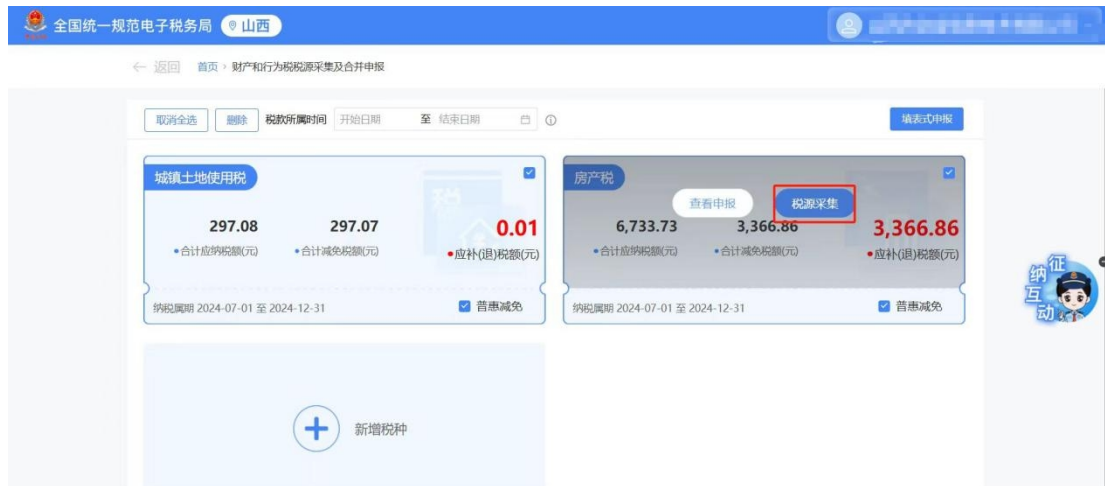 全国统一规范电子税务局 山西
返回 首页 › 财产和行为税税源采集及合并申报
取消全选 删除 税款所属时间 开始日期 至 结束日期 填表式申报
城镇土地使用税
税
297.08 297.07 0.01
•合计应纳税额(元) •合计减免税额(元) •应补(退)税额(元)
纳税属期 2024-07-01 至 2024-12-31 普惠减免
房产税
查看申报 税源采集
6,733.73 3,366.86 3,366.86
•合计应纳税额(元) •合计减免税额(元) •应补(退)税额(元)
纳税属期 2024-07-01 至 2024-12-31 普惠减免
新增税种
征纳互动